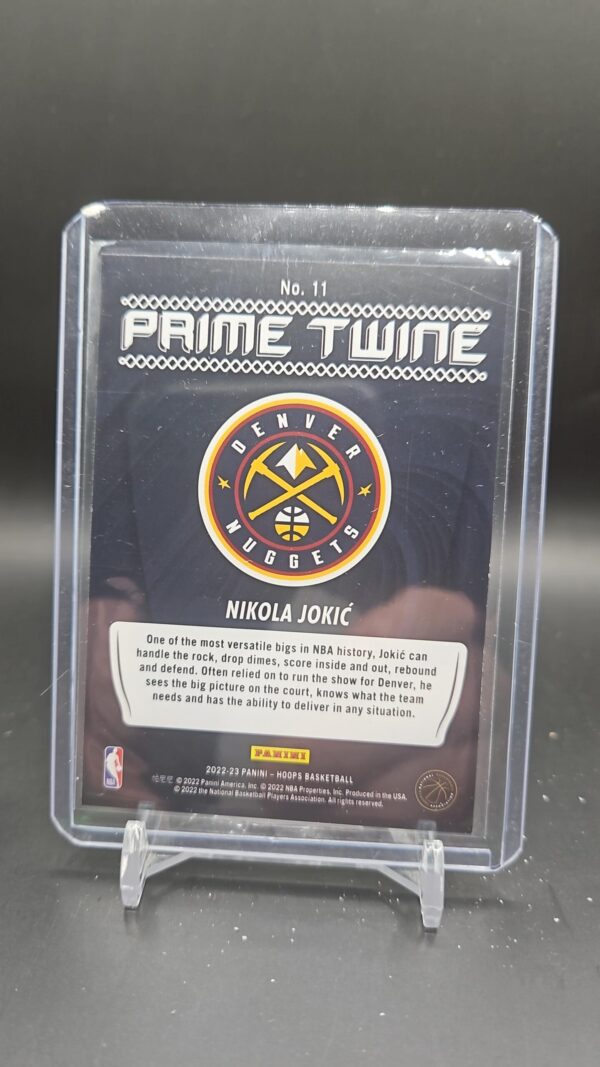 No. 11
PRIME TWINE
DENVER
NUGGETS
NIKOLA JOKIĆ
One of the most versatile bigs in NBA history, Jokić can
handle the rock, drop dimes, score inside and out, rebound
and defend. Often relied on to run the show for Denver, he
sees the big picture on the court, knows what the team
needs and has the ability to deliver in any situation.
PANINI
2022-23 PANINI – HOOPS BASKETBALL
© 2022 Panini America, Inc. © 2022 NBA Properties, Inc. Produced in the USA.
© 2022 the National Basketball Players Association. All rights reserved.